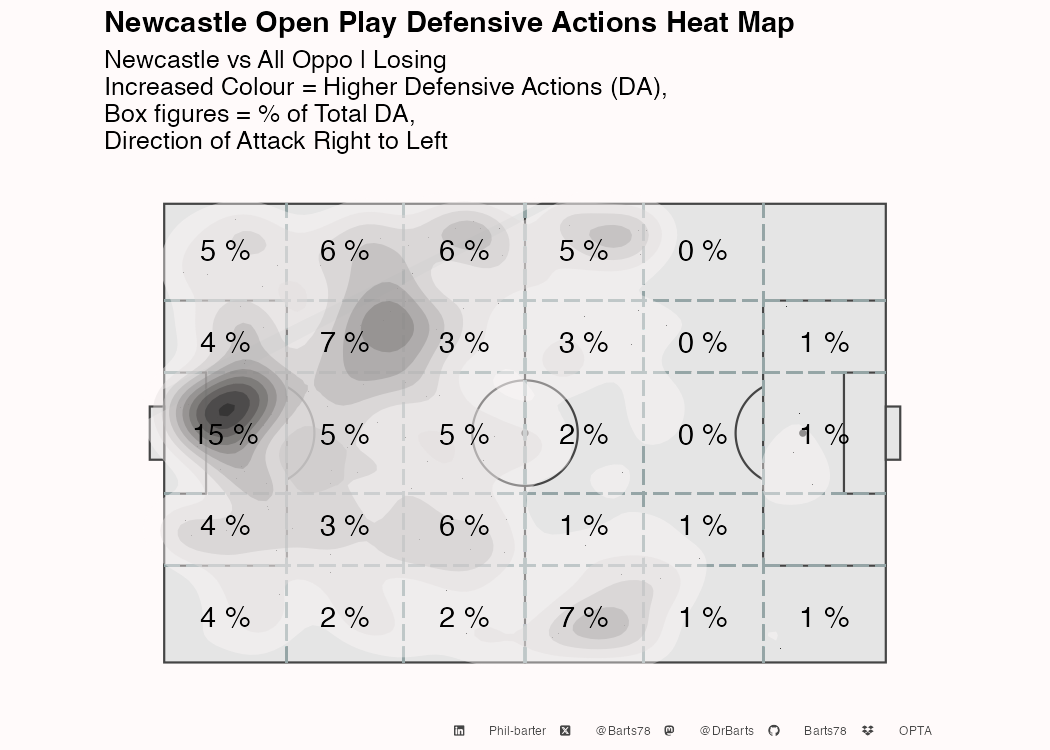 Newcastle Open Play Defensive Actions Heat Map
Newcastle vs All Oppo | Losing
Increased Colour = Higher Defensive Actions (DA),
Box figures = % of Total DA,
Direction of Attack Right to Left
5 % 6 % 6 % 5 % 0 %
4 % 7 % 3 % 3 % 0 % 1 %
15 % 5 % 5 % 2 % 0 % 1 %
4 % 3 % 6 % 1 % 1 %
4 % 2 % 2 % 7 % 1 % 1 %
Phil-barter @Barts78 @DrBarts Barts78 OPTA